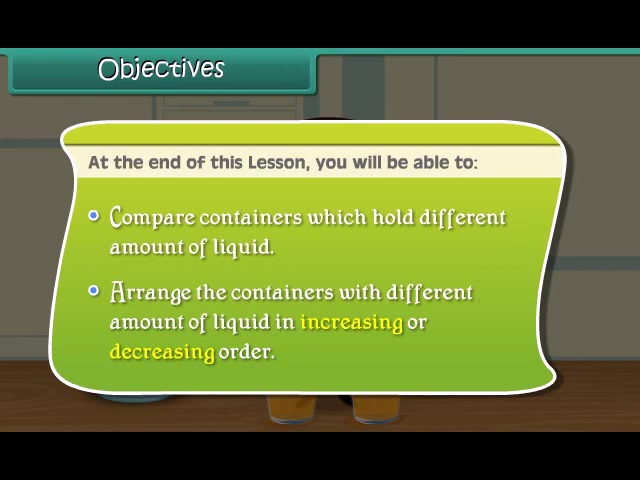 Objectives
At the end of this Lesson, you will be able to:
Compare containers which hold different
amount of liquid.
Arrange the containers with different
amount of liquid in increasing or
decreasing order.